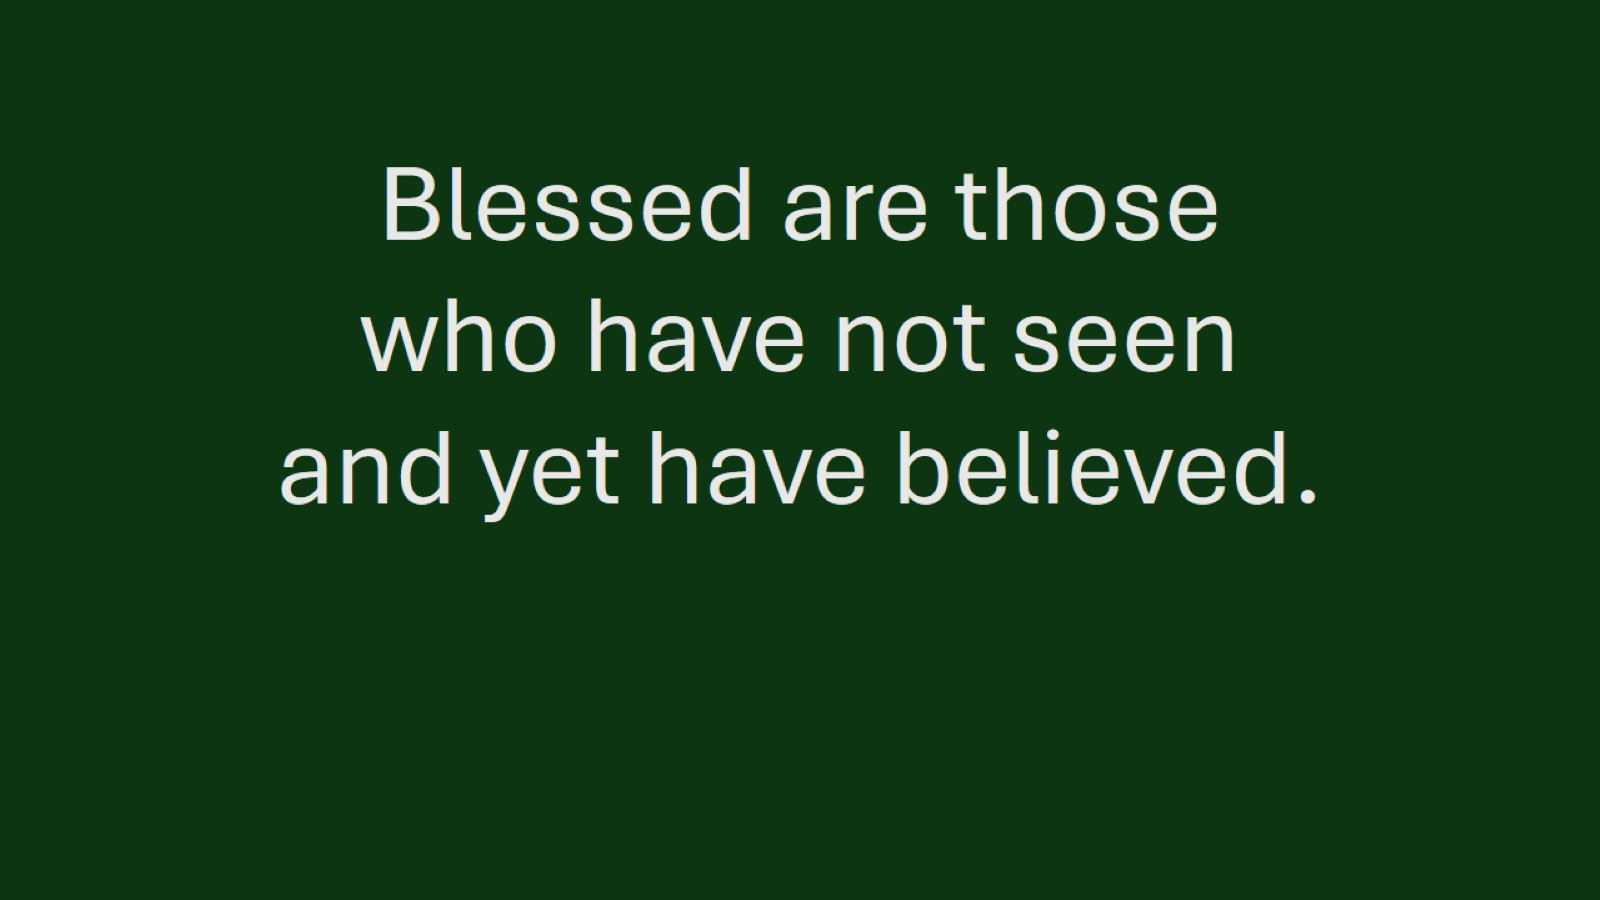 Blessed are those
who have not seen
and yet have believed.